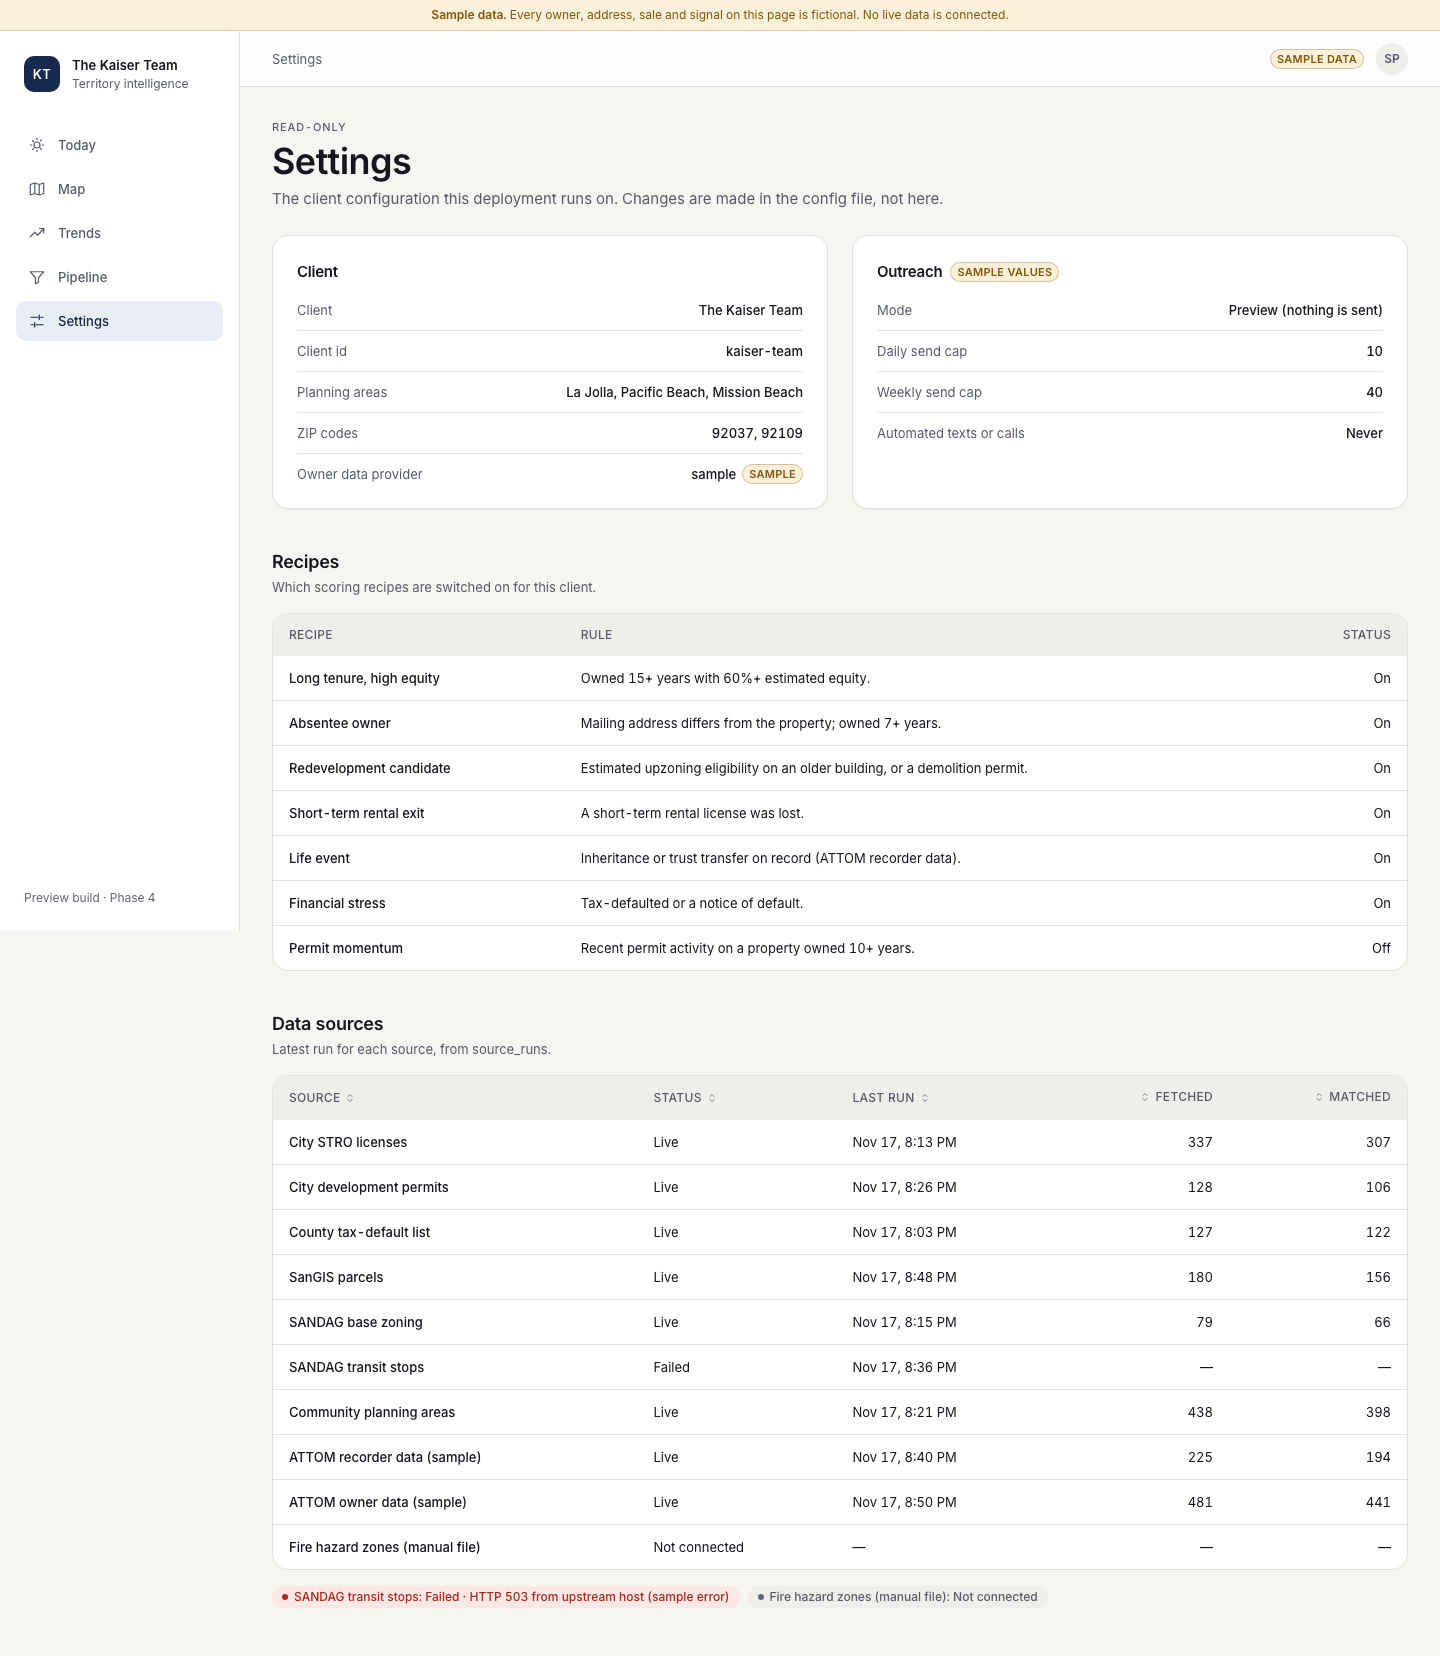 Sample data. Every owner, address, sale and signal on this page is fictional. No live data is connected.
KT
The Kaiser Team
Territory intelligence
Today
Map
Trends
Pipeline
Settings
Preview build · Phase 4
Settings
SAMPLE DATA
SP
READ-ONLY
Settings
The client configuration this deployment runs on. Changes are made in the config file, not here.
Client
Client The Kaiser Team
Client id kaiser-team
Planning areas La Jolla, Pacific Beach, Mission Beach
ZIP codes 92037, 92109
Owner data provider sample SAMPLE
Outreach SAMPLE VALUES
Mode Preview (nothing is sent)
Daily send cap 10
Weekly send cap 40
Automated texts or calls Never
Recipes
Which scoring recipes are switched on for this client.
RECIPE RULE STATUS
Long tenure, high equity Owned 15+ years with 60%+ estimated equity. On
Absentee owner Mailing address differs from the property; owned 7+ years. On
Redevelopment candidate Estimated upzoning eligibility on an older building, or a demolition permit. On
Short-term rental exit A short-term rental license was lost. On
Life event Inheritance or trust transfer on record (ATTOM recorder data). On
Financial stress Tax-defaulted or a notice of default. On
Permit momentum Recent permit activity on a property owned 10+ years. Off
Data sources
Latest run for each source, from source_runs.
SOURCE STATUS LAST RUN FETCHED MATCHED
City STRO licenses Live Nov 17, 8:13 PM 337 307
City development permits Live Nov 17, 8:26 PM 128 106
County tax-default list Live Nov 17, 8:03 PM 127 122
SanGIS parcels Live Nov 17, 8:48 PM 180 156
SANDAG base zoning Live Nov 17, 8:15 PM 79 66
SANDAG transit stops Failed Nov 17, 8:36 PM — —
Community planning areas Live Nov 17, 8:21 PM 438 398
ATTOM recorder data (sample) Live Nov 17, 8:40 PM 225 194
ATTOM owner data (sample) Live Nov 17, 8:50 PM 481 441
Fire hazard zones (manual file) Not connected — — —
SANDAG transit stops: Failed · HTTP 503 from upstream host (sample error)
Fire hazard zones (manual file): Not connected